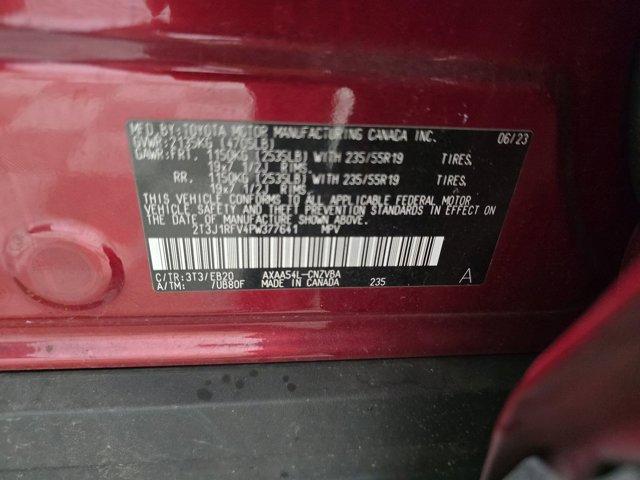 MFD.BY:TOYOTA MOTOR MANUFACTURING CANADA INC. 06/23
GVWR:2135KG (4705LB)
GAWR:FRT. 1150KG (2535LB) WITH 235/55R19 TIRES.
19x7 1/2J RIMS
RR. 1150KG (2535LB) WITH 235/55R19 TIRES.
19x7 1/2J RIMS
THIS VEHICLE CONFORMS TO ALL APPLICABLE FEDERAL MOTOR
VEHICLE SAFETY AND THEFT PREVENTION STANDARDS IN EFFECT
ON THE DATE OF MANUFACTURE SHOWN ABOVE.
2T3J1RFV4PW377641 MPV
C/TR:3T3/EB20 AXAA54L-CNZVBA
A/TM: 7UB80F MADE IN CANADA 235 A